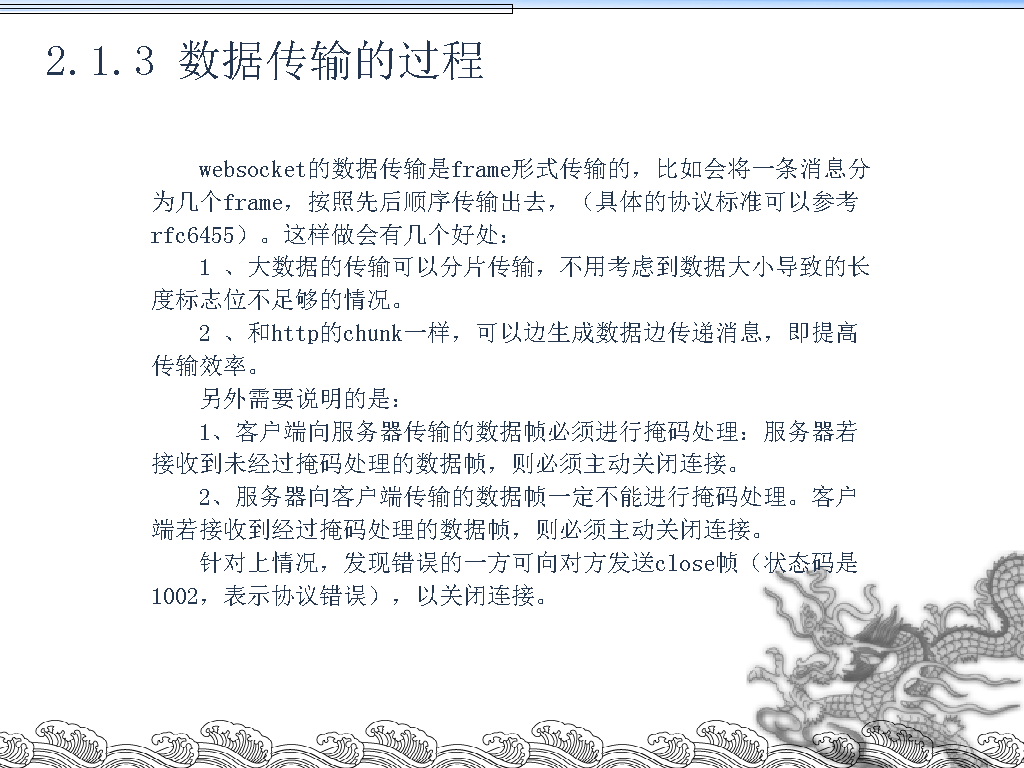 2.1.3 数据传输的过程
websocket的数据传输是frame形式传输的，比如会将一条消息分
为几个frame，按照先后顺序传输出去，（具体的协议标准可以参考
rfc6455）。这样做会有几个好处：
1 、大数据的传输可以分片传输，不用考虑到数据大小导致的长
度标志位不足够的情况。
2 、和http的chunk一样，可以边生成数据边传递消息，即提高
传输效率。
另外需要说明的是：
1、客户端向服务器传输的数据帧必须进行掩码处理：服务器若
接收到未经过掩码处理的数据帧，则必须主动关闭连接。
2、服务器向客户端传输的数据帧一定不能进行掩码处理。客户
端若接收到经过掩码处理的数据帧，则必须主动关闭连接。
针对上情况，发现错误的一方可向对方发送close帧（状态码是
1002，表示协议错误），以关闭连接。